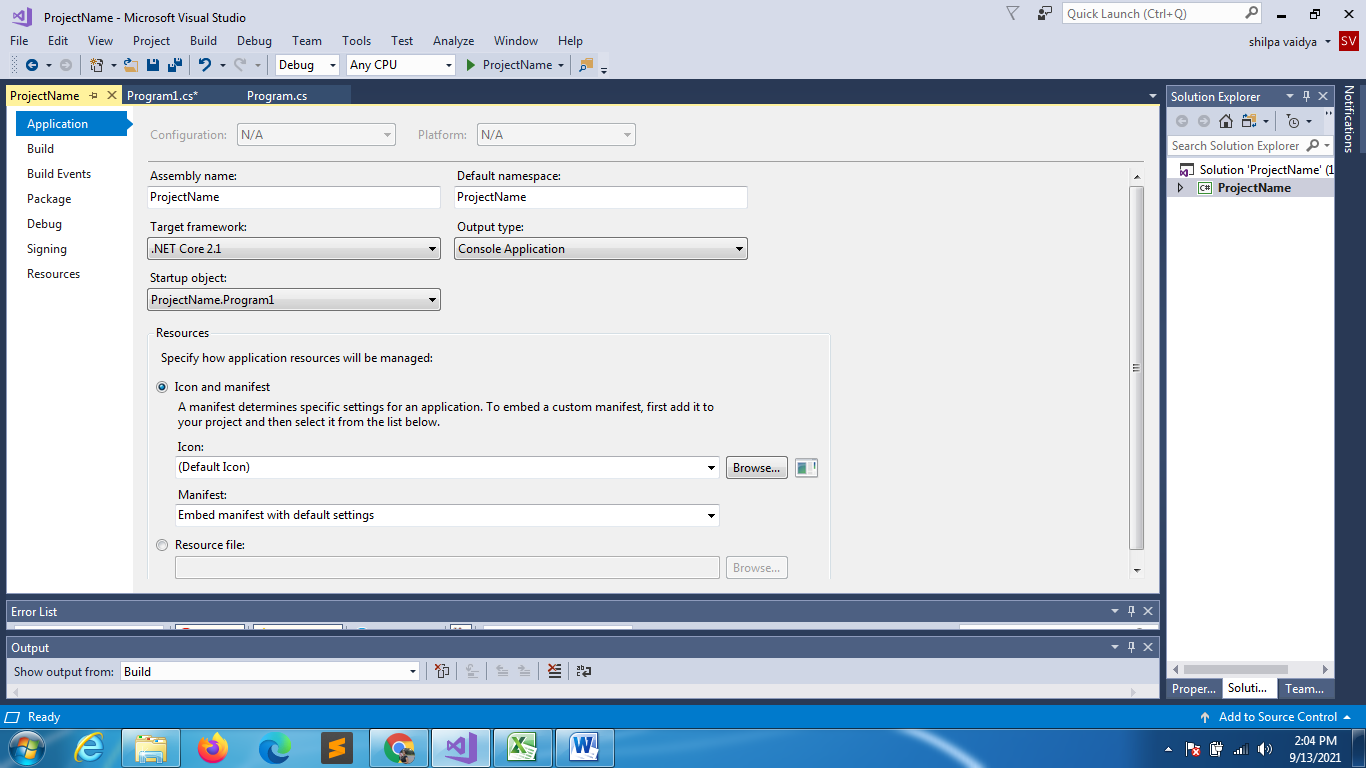 ProjectName - Microsoft Visual Studio
Quick Launch (Ctrl+Q)
File Edit View Project Build Debug Team Tools Test Analyze Window Help
shilpa vaidya SV
Debug Any CPU ProjectName
ProjectName Program1.cs* Program.cs
Application
Build
Build Events
Package
Debug
Signing
Resources
Configuration: N/A Platform: N/A
Assembly name: Default namespace:
ProjectName ProjectName
Target framework: Output type:
.NET Core 2.1 Console Application
Startup object:
ProjectName.Program1
Resources
Specify how application resources will be managed:
Icon and manifest
A manifest determines specific settings for an application. To embed a custom manifest, first add it to
your project and then select it from the list below.
Icon:
(Default Icon) Browse...
Manifest:
Embed manifest with default settings
Resource file:
Browse...
Solution Explorer
Search Solution Explorer
Solution 'ProjectName' (1
C# ProjectName
Proper... Soluti... Team...
Notifications
Error List
Output
Show output from: Build
Ready
Add to Source Control
2:04 PM
9/13/2021